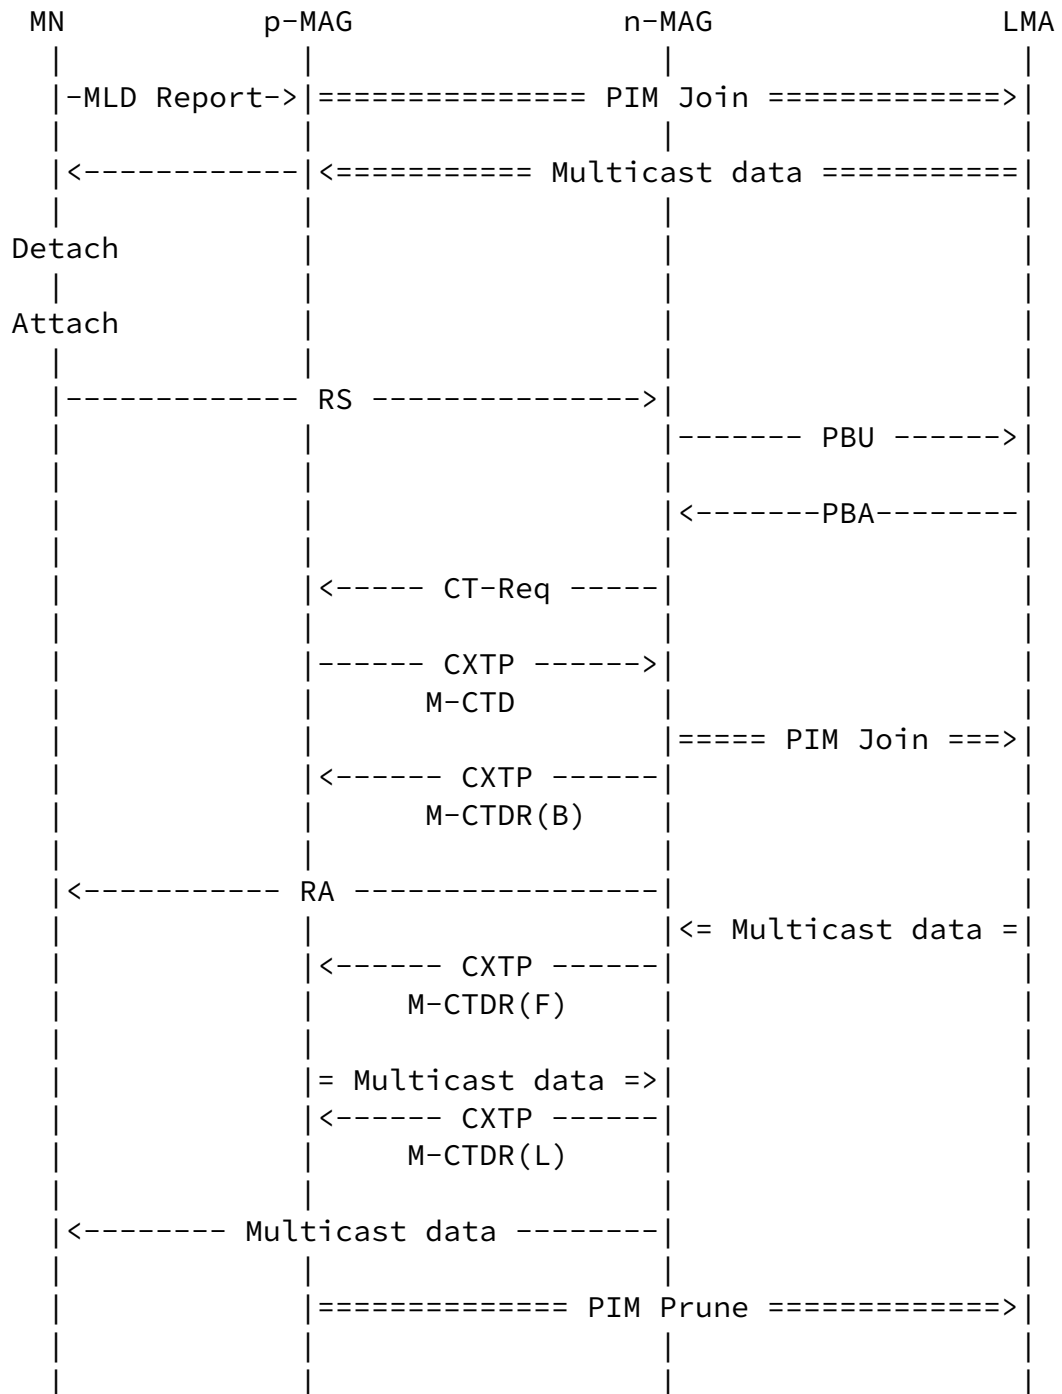 MN p-MAG n-MAG LMA
|-MLD Report->|=============== PIM Join =============>|
|<------------|<=========== Multicast data ===========|
Detach
Attach
|------------- RS --------------->|
|------- PBU ------>|
|<-------PBA--------|
|<----- CT-Req -----|
|------ CXTP ------>|
M-CTD
|===== PIM Join ===>|
|<------ CXTP ------|
M-CTDR(B)
|<----------- RA -----------------|
|<= Multicast data =|
|<------ CXTP ------|
M-CTDR(F)
|= Multicast data =>|
|<------ CXTP ------|
M-CTDR(L)
|<-------- Multicast data --------|
|============== PIM Prune =============>|